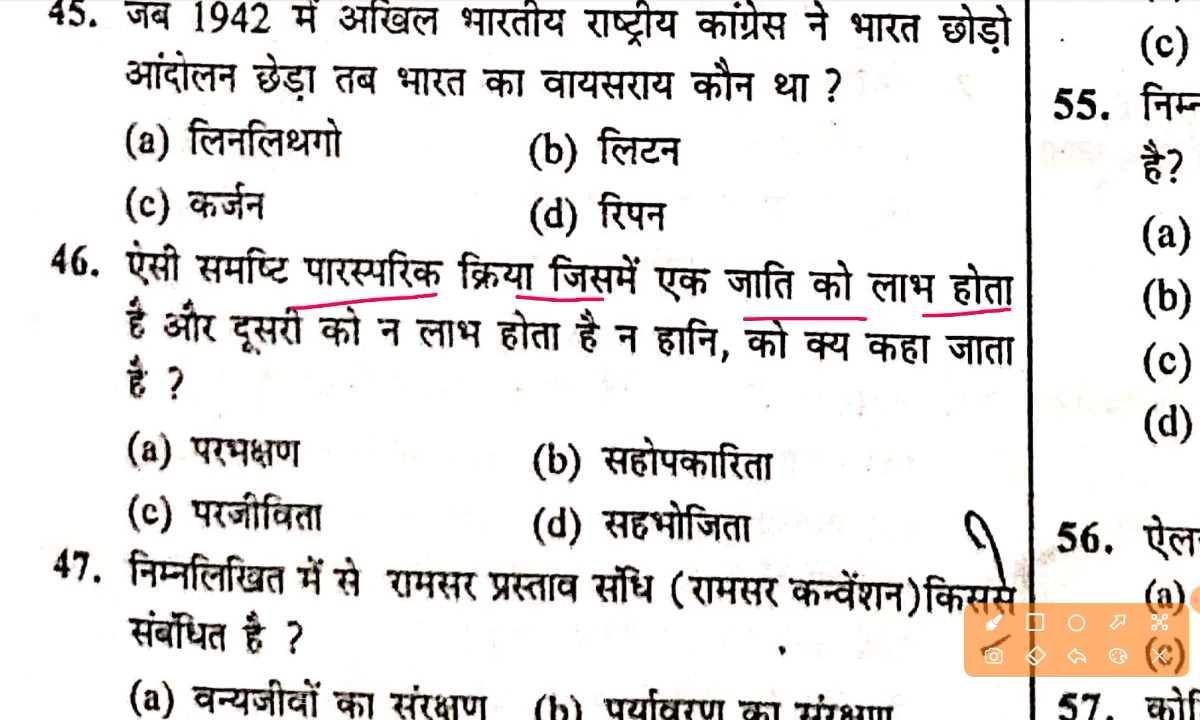 45. जब 1942 में अखिल भारतीय राष्ट्रीय कांग्रेस ने भारत छोड़ो
आंदोलन छेड़ा तब भारत का वायसराय कौन था ?
(a) लिनलिथगो (b) लिटन
(c) कर्जन (d) रिपन
46. ऐसी समष्टि पारस्परिक क्रिया जिसमें एक जाति को लाभ होता
है और दूसरी को न लाभ होता है न हानि, को क्य कहा जाता
है ?
(a) परभक्षण (b) सहोपकारिता
(c) परजीविता (d) सहभोजिता
47. निम्नलिखित में से रामसर प्रस्ताव संधि (रामसर कन्वेंशन)किससे
संबंधित है ?
(a) वन्यजीवों का संरक्षण (b) पर्यावरण का संरक्षण
(c)
55. निम्न
है?
(a)
(b)
(c)
(d)
56. ऐल
(a)
(c)
57. को